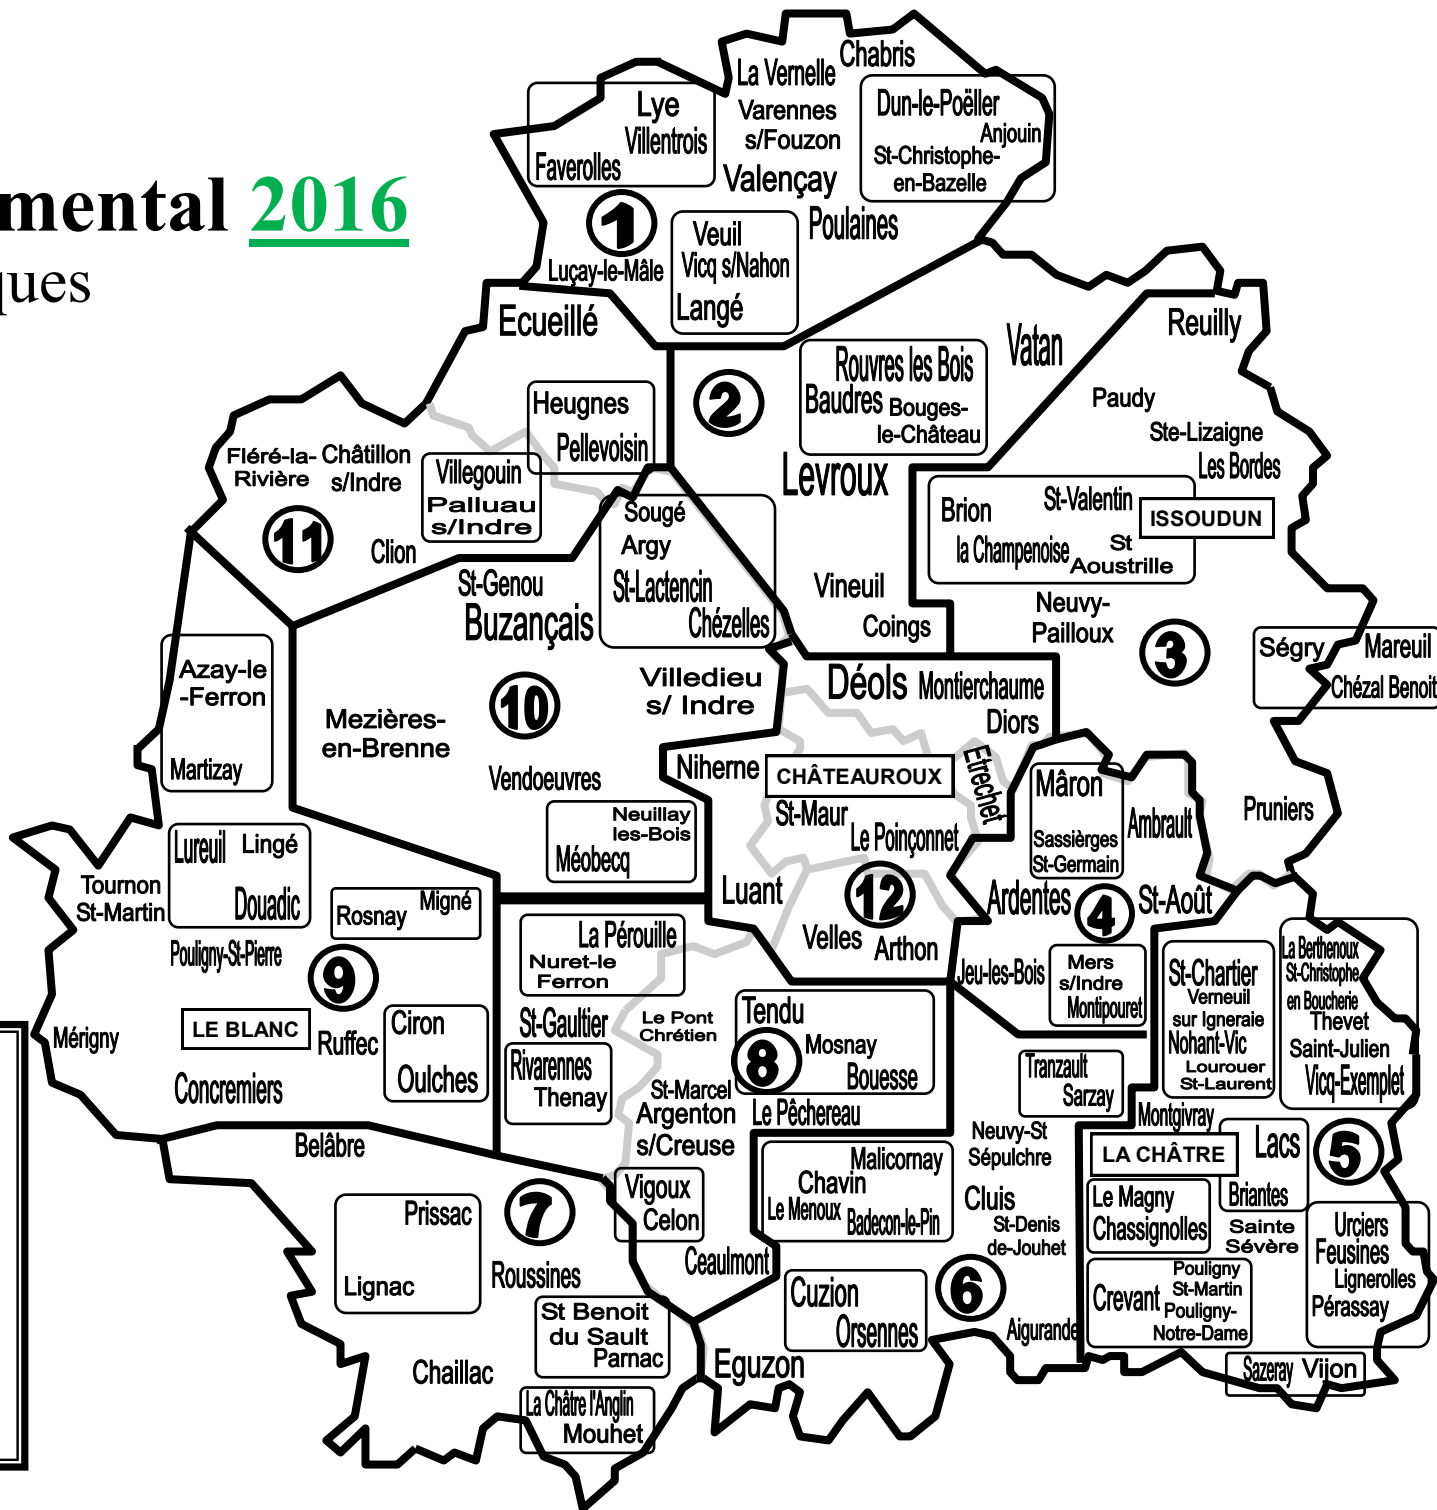 mental 2016
ques
Chabris
La Vernelle
Lye
Villentrois
Faverolles
Varennes
s/Fouzon
Dun-le-Poëller
Anjouin
St-Christophe-
en-Bazelle
Valençay
Poulaines
1
Luçay-le-Mâle
Veuil
Vicq s/Nahon
Langé
Ecueillé
Vatan
Reuilly
Rouvres les Bois
Baudres
Bouges-
le-Château
2
Heugnes
Pellevoisin
Paudy
Ste-Lizaigne
Les Bordes
Levroux
Fléré-la-
Rivière
Châtillon
s/Indre
Villegouin
Palluau
s/Indre
11
Clion
Sougé
Argy
St-Lactencin
Chézelles
St-Genou
Buzançais
Brion
St-Valentin
la Champenoise
St
Aoustrille
ISSOUDUN
Vineuil
Coings
Neuvy-
Pailloux
3
Ségry
Mareuil
Chézal Benoit
Azay-le
-Ferron
Martizay
Mezières-
en-Brenne
10
Villedieu
s/ Indre
Déols
Montierchaume
Diors
Vendoeuvres
Niherne
CHÂTEAUROUX
Etrechet
Mâron
Sassièrges
St-Germain
Ambrault
Pruniers
St-Maur
Le Poinçonnet
Neuillay
les-Bois
Méobecq
Luant
12
Velles
Arthon
Ardentes
4
St-Août
Lureuil
Lingé
Douadic
Tournon
St-Martin
Rosnay
Migné
Pouligny-St-Pierre
9
La Pérouille
Nuret-le
Ferron
Jeu-les-Bois
Mers
s/Indre
Montipouret
St-Chartier
Verneuil
sur Igneraie
Nohant-Vic
Lourouer
St-Laurent
La Berthenoux
St-Christophe
en Boucherie
Thevet
Saint-Julien
Vicq-Exemplet
Mérigny
LE BLANC
Ruffec
Ciron
Oulches
Concremiers
St-Gaultier
Rivarennes
Thenay
Le Pont
Chrétien
Tendu
8
Mosnay
Bouesse
St-Marcel
Argenton
s/Creuse
Le Pêchereau
Tranzault
Sarzay
Montgivray
Neuvy-St
Sépulchre
LA CHÂTRE
Lacs
Briantes
5
Belâbre
Prissac
Lignac
7
Roussines
Vigoux
Celon
Malicornay
Chavin
Le Menoux
Badecon-le-Pin
Cluis
St-Denis
de-Jouhet
Le Magny
Chassignolles
Sainte
Sévère
Urciers
Feusines
Lignerolles
Pérassay
Ceaulmont
Cuzion
Orsennes
6
Aigurande
Crevant
Pouligny
St-Martin
Pouligny-
Notre-Dame
Sazeray
Vijon
St Benoit
du Sault
Parnac
Chaillac
Eguzon
La Châtre l'Anglin
Mouhet